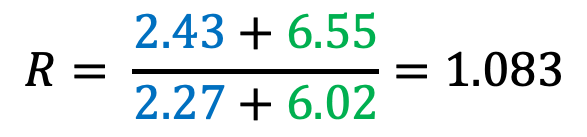 R = (2.43 + 6.55) / (2.27 + 6.02) = 1.083